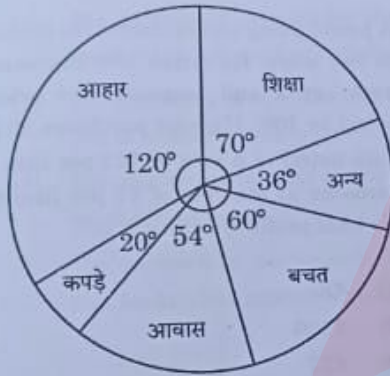 आहार
शिक्षा
120°
70°
36°
अन्य
20°
54°
60°
कपड़े
बचत
आवास